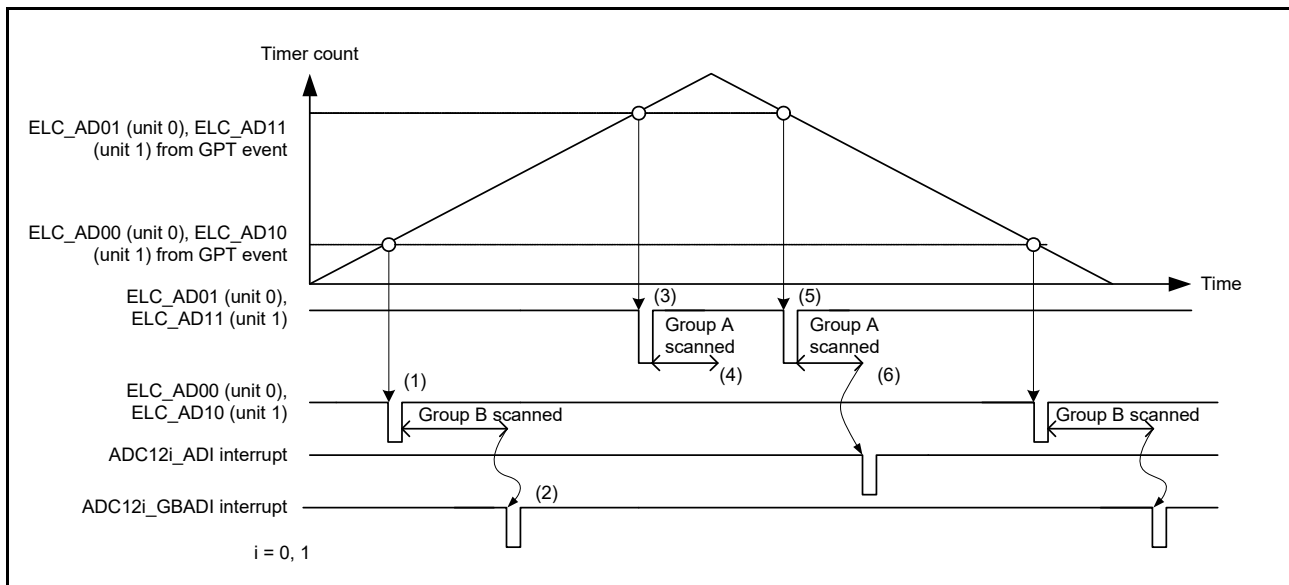 Timer count
ELC_AD01 (unit 0), ELC_AD11
(unit 1) from GPT event
ELC_AD00 (unit 0), ELC_AD10
(unit 1) from GPT event
Time
ELC_AD01 (unit 0),
ELC_AD11 (unit 1)
(3)
Group A
scanned
(4)
(5)
Group A
scanned
(6)
ELC_AD00 (unit 0),
ELC_AD10 (unit 1)
(1)
Group B scanned
Group B scanned
ADC12i_ADI interrupt
ADC12i_GBADI interrupt
(2)
i = 0, 1